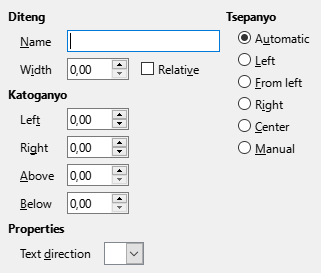 Diteng
Name
Width 0,00 Relative
Katoganyo
Left 0,00
Right 0,00
Above 0,00
Below 0,00
Properties
Text direction
Tsepanyo
Automatic
Left
From left
Right
Center
Manual